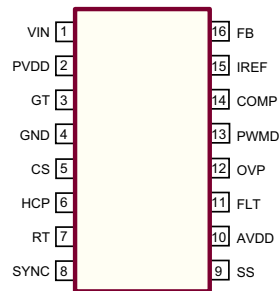 VIN 1 16 FB
PVDD 2 15 IREF
GT 3 14 COMP
GND 4 13 PWMD
CS 5 12 OVP
HCP 6 11 FLT
RT 7 10 AVDD
SYNC 8 9 SS